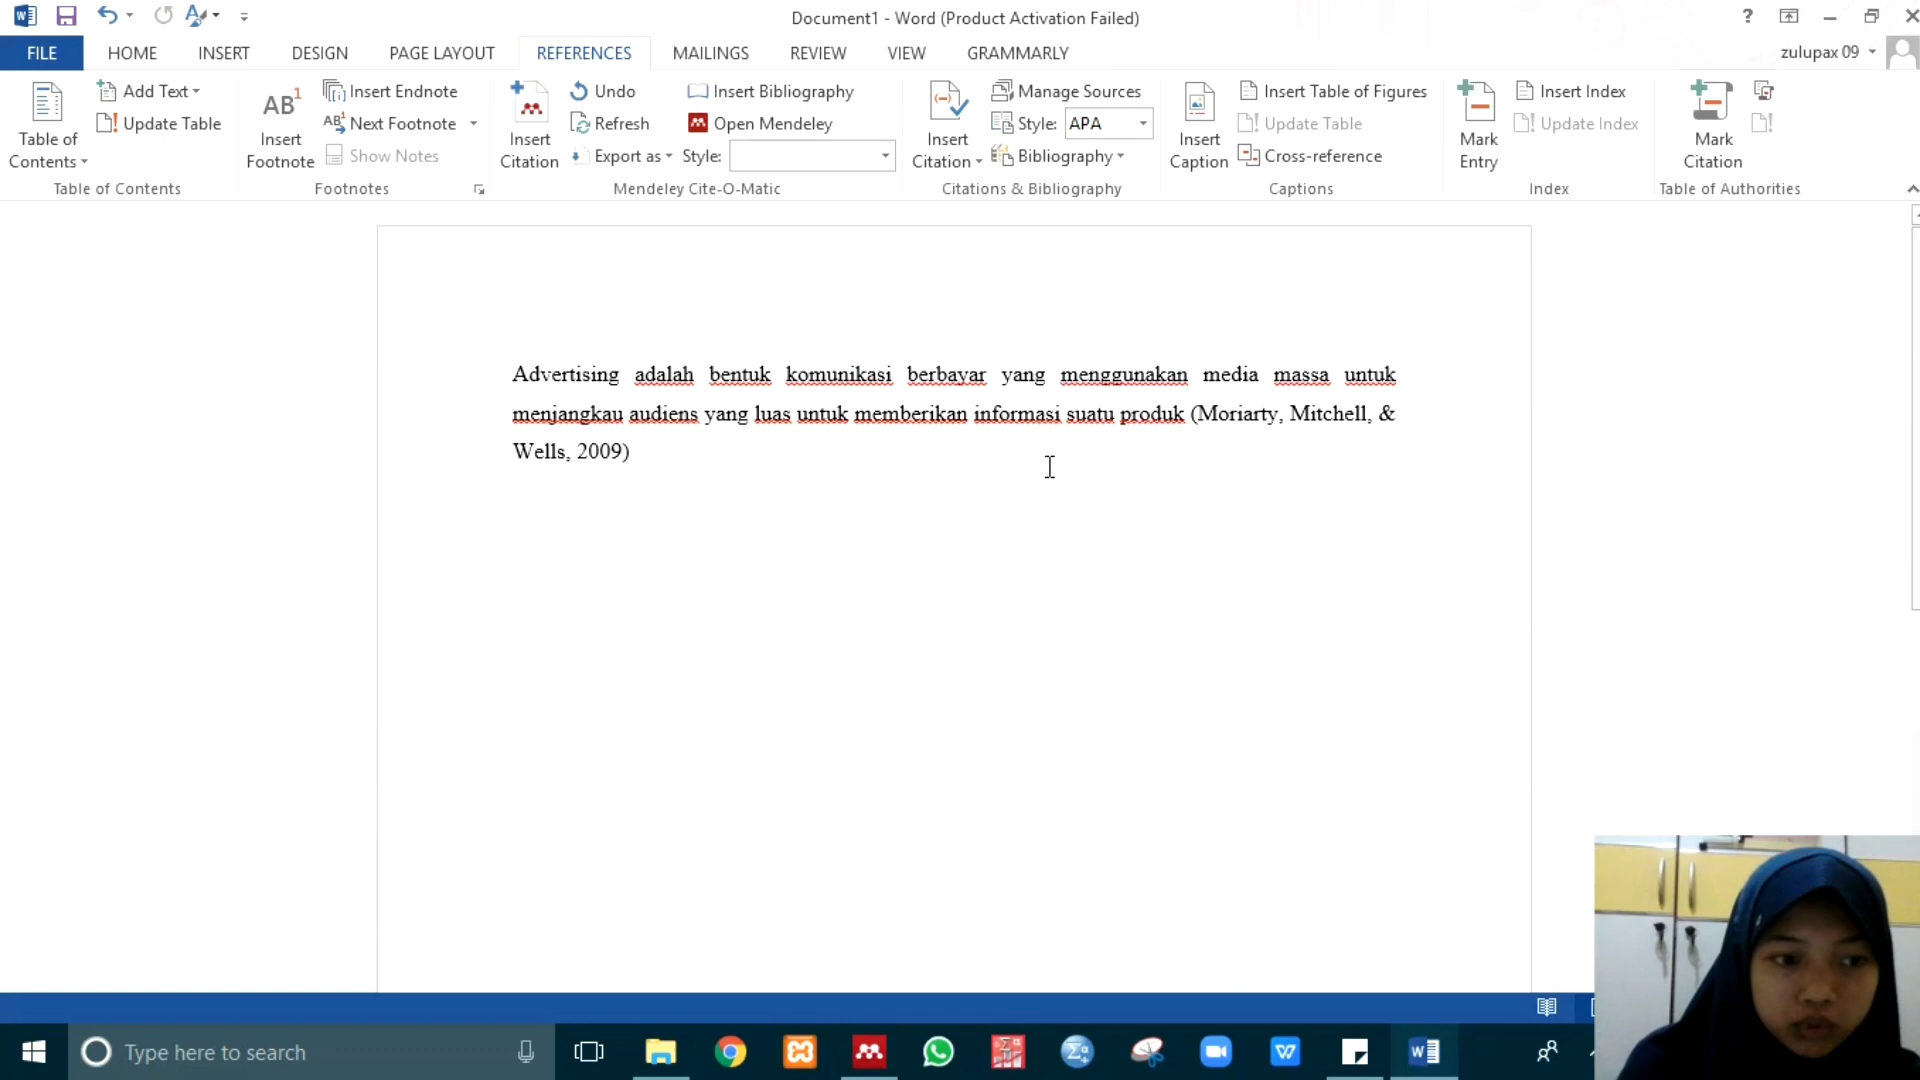 Document1 - Word (Product Activation Failed)
?
FILE HOME INSERT DESIGN PAGE LAYOUT REFERENCES MAILINGS REVIEW VIEW GRAMMARLY zulupax 09
Table of Contents
Add Text
Update Table
Table of Contents
AB1 Insert Footnote
Insert Endnote
AB1 Next Footnote
Show Notes
Footnotes
Insert Citation
Undo
Refresh
Export as
Insert Bibliography
Open Mendeley
Style:
Mendeley Cite-O-Matic
Insert Citation
Manage Sources
Style: APA
Bibliography
Citations & Bibliography
Insert Caption
Insert Table of Figures
Update Table
Cross-reference
Captions
Mark Entry
Insert Index
Update Index
Index
Mark Citation
Table of Authorities
Advertising adalah bentuk komunikasi berbayar yang menggunakan media massa untuk
menjangkau audiens yang luas untuk memberikan informasi suatu produk (Moriarty, Mitchell, &
Wells, 2009)
Type here to search